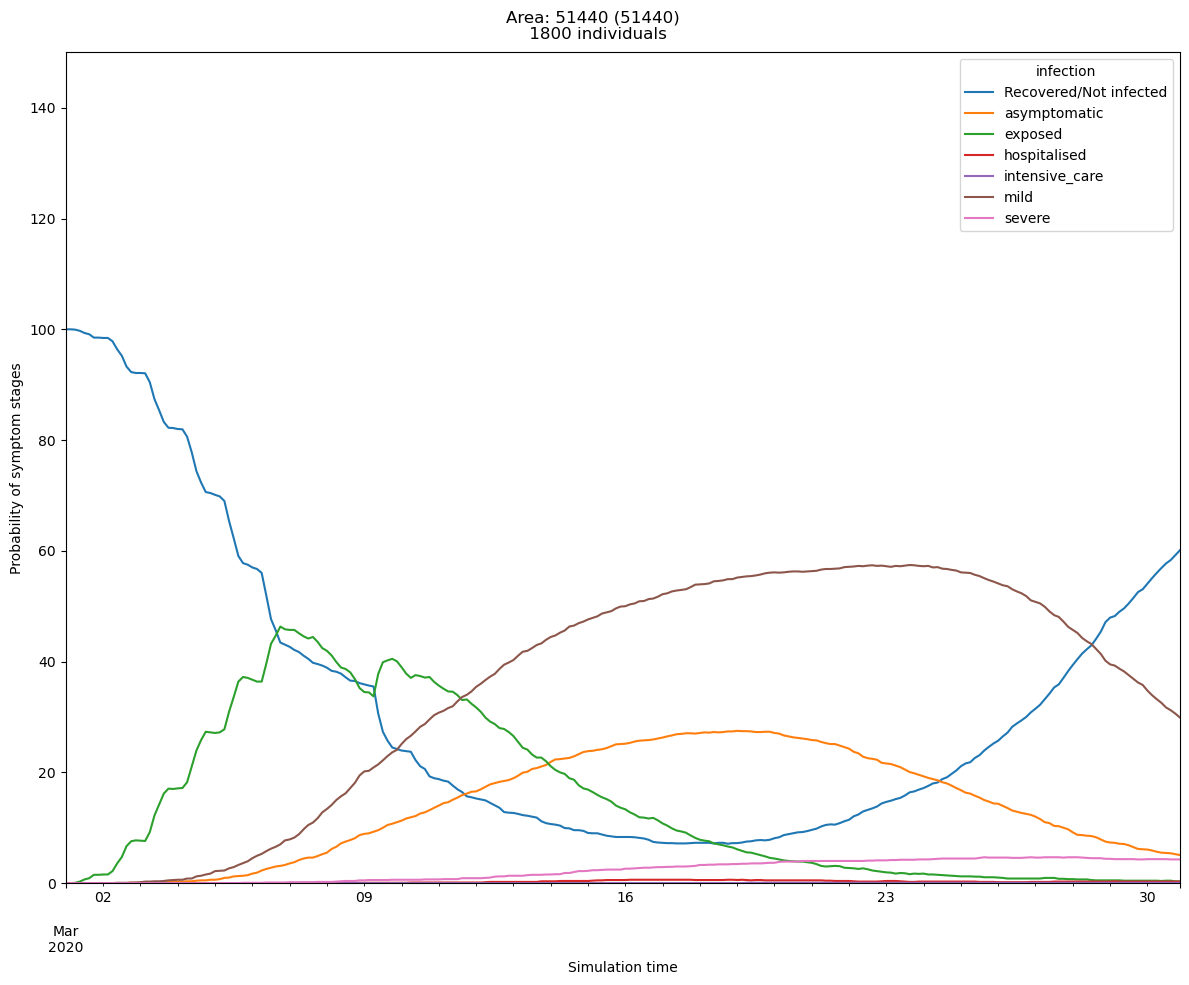 Area: 51440 (51440)
1800 individuals
infection
Recovered/Not infected
asymptomatic
exposed
hospitalised
intensive_care
mild
severe
Probability of symptom stages
140
120
100
80
60
40
20
0
02
09
16
23
30
Mar
2020
Simulation time